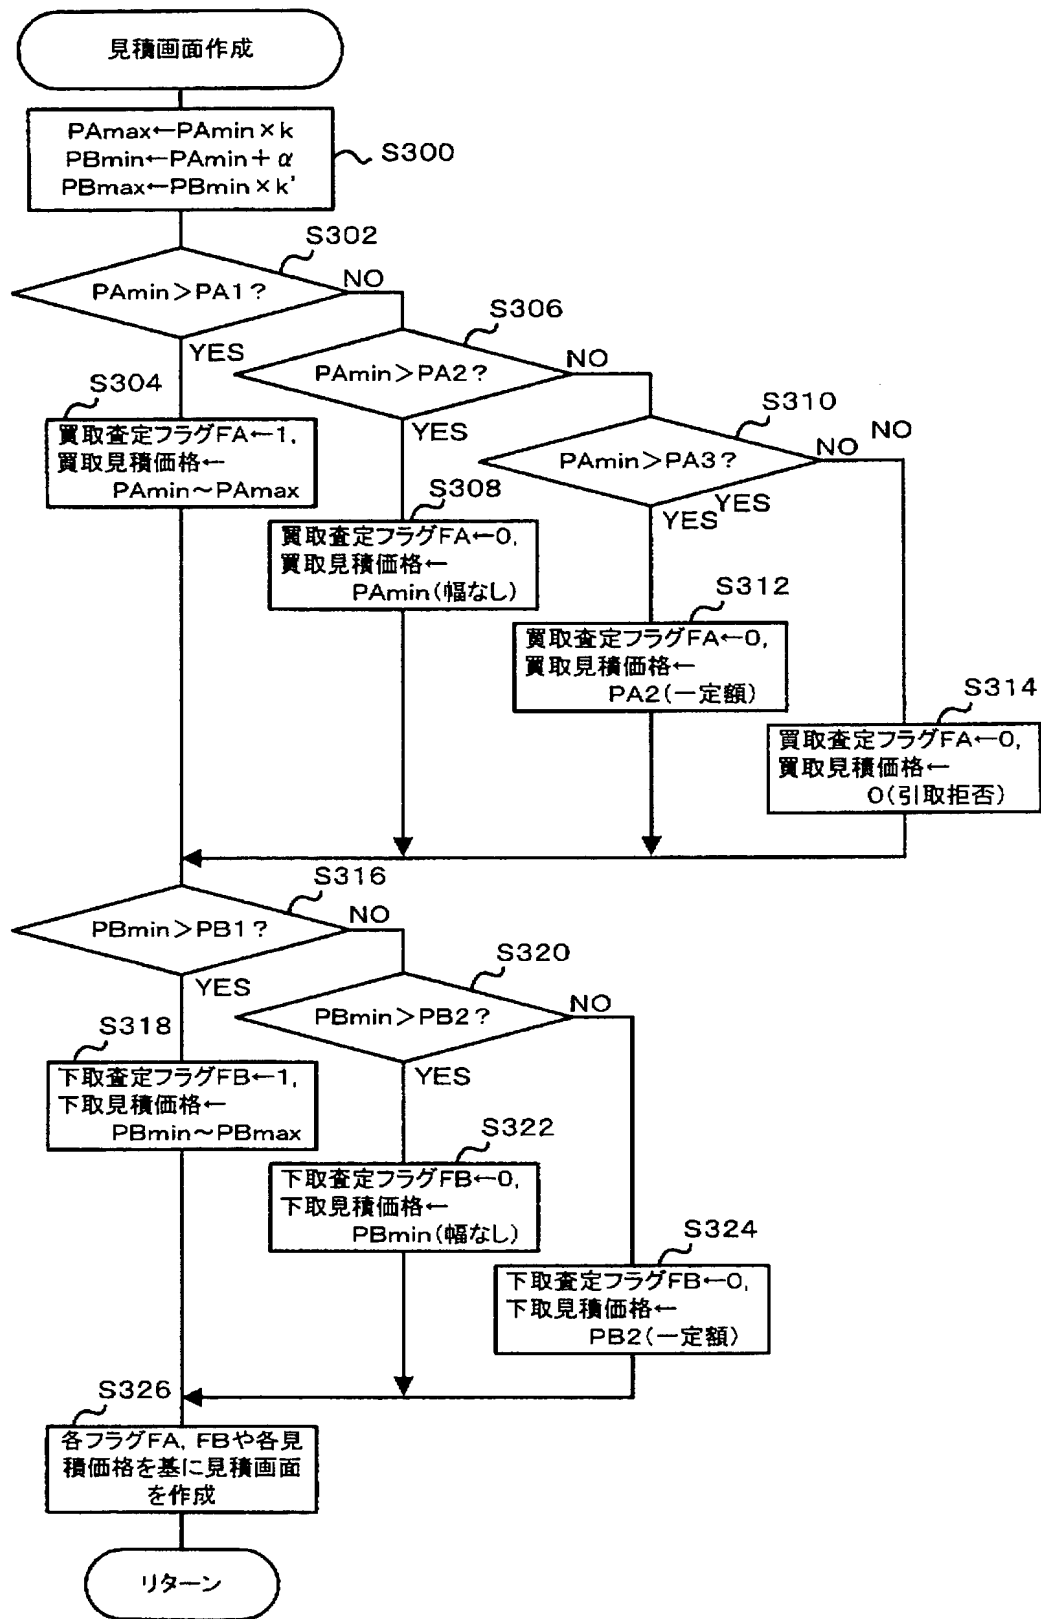 見積画面作成
PAmax←PAmin×k
PBmin←PAmin+α
PBmax←PBmin×k'
S300
S302
PAmin>PA1?
NO
YES
S306
PAmin>PA2?
NO
YES
S304
買取査定フラグFA←1,
買取見積価格←
PAmin~PAmax
S310
PAmin>PA3?
NO
NO
YES
YES
S308
買取査定フラグFA←0,
買取見積価格←
PAmin(幅なし)
S312
買取査定フラグFA←0,
買取見積価格←
PA2(一定額)
S314
買取査定フラグFA←0,
買取見積価格←
0(引取拒否)
S316
PBmin>PB1?
NO
YES
S320
PBmin>PB2?
NO
YES
S318
下取査定フラグFB←1,
下取見積価格←
PBmin~PBmax
S322
下取査定フラグFB←0,
下取見積価格←
PBmin(幅なし)
S324
下取査定フラグFB←0,
下取見積価格←
PB2(一定額)
S326
各フラグFA, FBや各見
積価格を基に見積画面
を作成
リターン